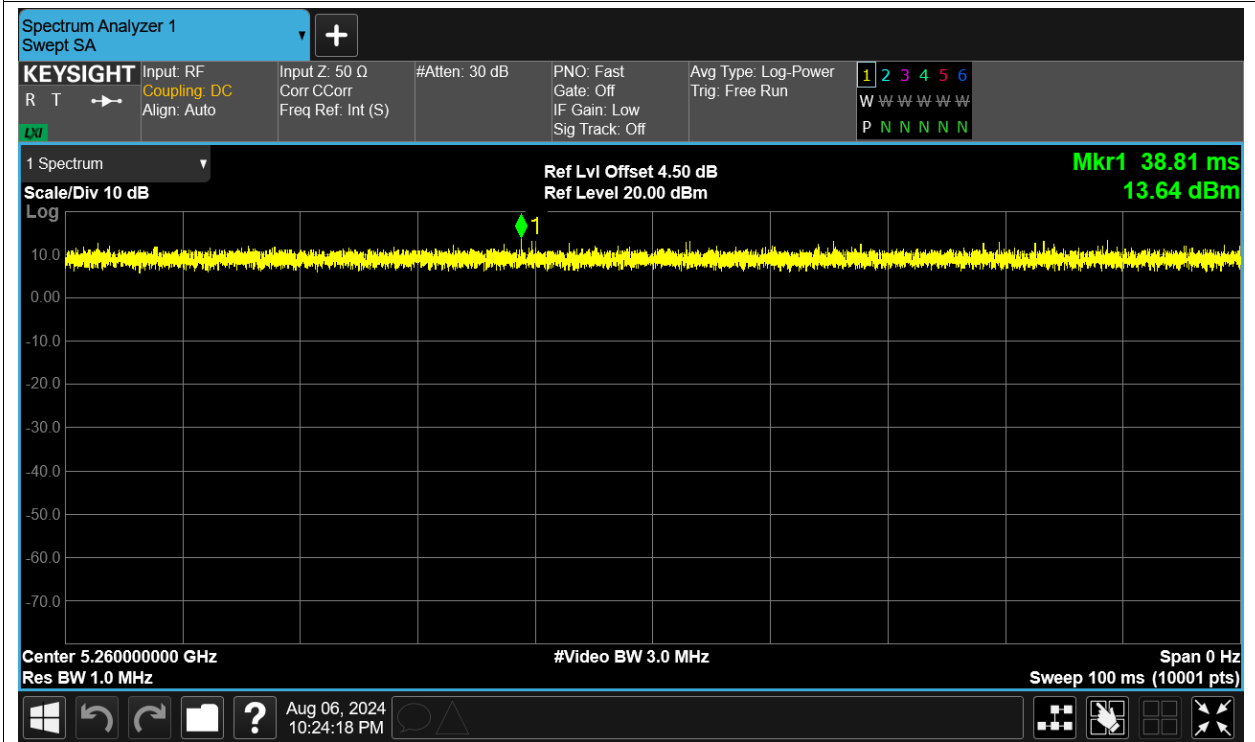 Spectrum Analyzer 1
Swept SA
+
KEYSIGHT
R T
LXI
Input: RF
Coupling: DC
Align: Auto
Input Z: 50 Ω
Corr CCorr
Freq Ref: Int (S)
#Atten: 30 dB
PNO: Fast
Gate: Off
IF Gain: Low
Sig Track: Off
Avg Type: Log-Power
Trig: Free Run
1 2 3 4 5 6
W W W W W W
P N N N N N
1 Spectrum
Scale/Div 10 dB
Ref Lvl Offset 4.50 dB
Ref Level 20.00 dBm
Mkr1 38.81 ms
13.64 dBm
Log
1
10.0
0.00
-10.0
-20.0
-30.0
-40.0
-50.0
-60.0
-70.0
Center 5.260000000 GHz
Res BW 1.0 MHz
#Video BW 3.0 MHz
Span 0 Hz
Sweep 100 ms (10001 pts)
?
Aug 06, 2024
10:24:18 PM